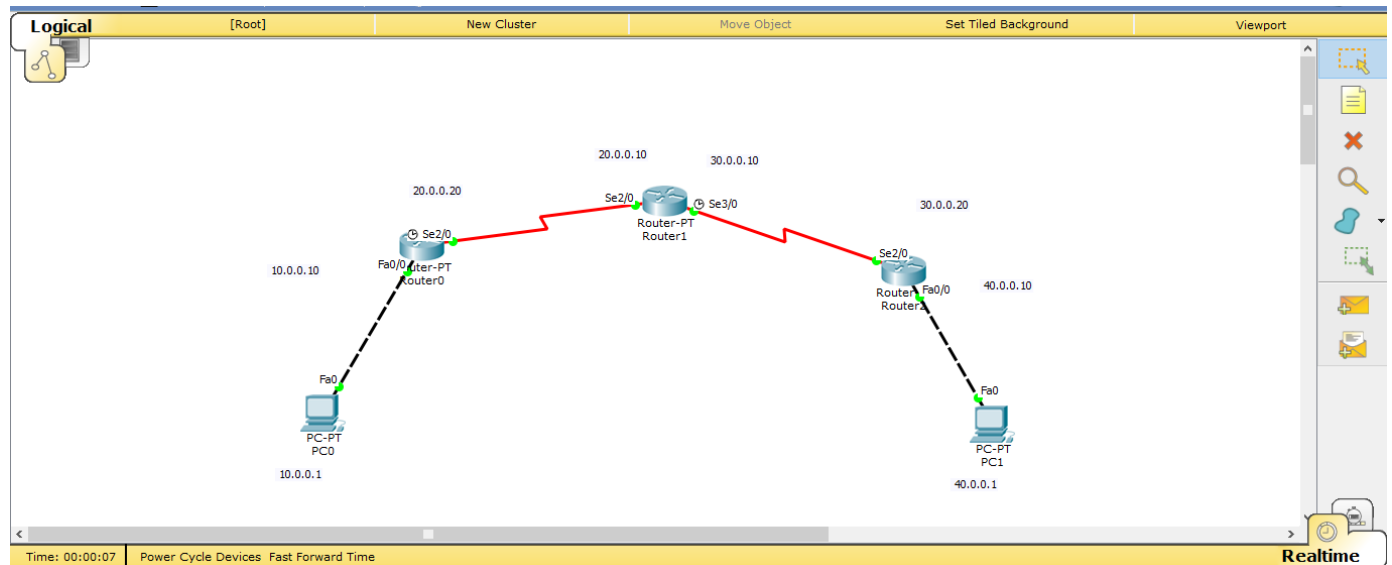 Logical
[Root]
New Cluster
Move Object
Set Tiled Background
Viewport
20.0.0.10
30.0.0.10
20.0.0.20
Se2/0
Se3/0
30.0.0.20
Router-PT
Router1
Se2/0
Se2/0
10.0.0.10
Fa0/0
uter-PT
Router0
Router
Fa0/0
40.0.0.10
Router2
Fa0
Fa0
PC-PT
PC0
PC-PT
PC1
10.0.0.1
40.0.0.1
Time: 00:00:07
Power Cycle Devices Fast Forward Time
Realtime